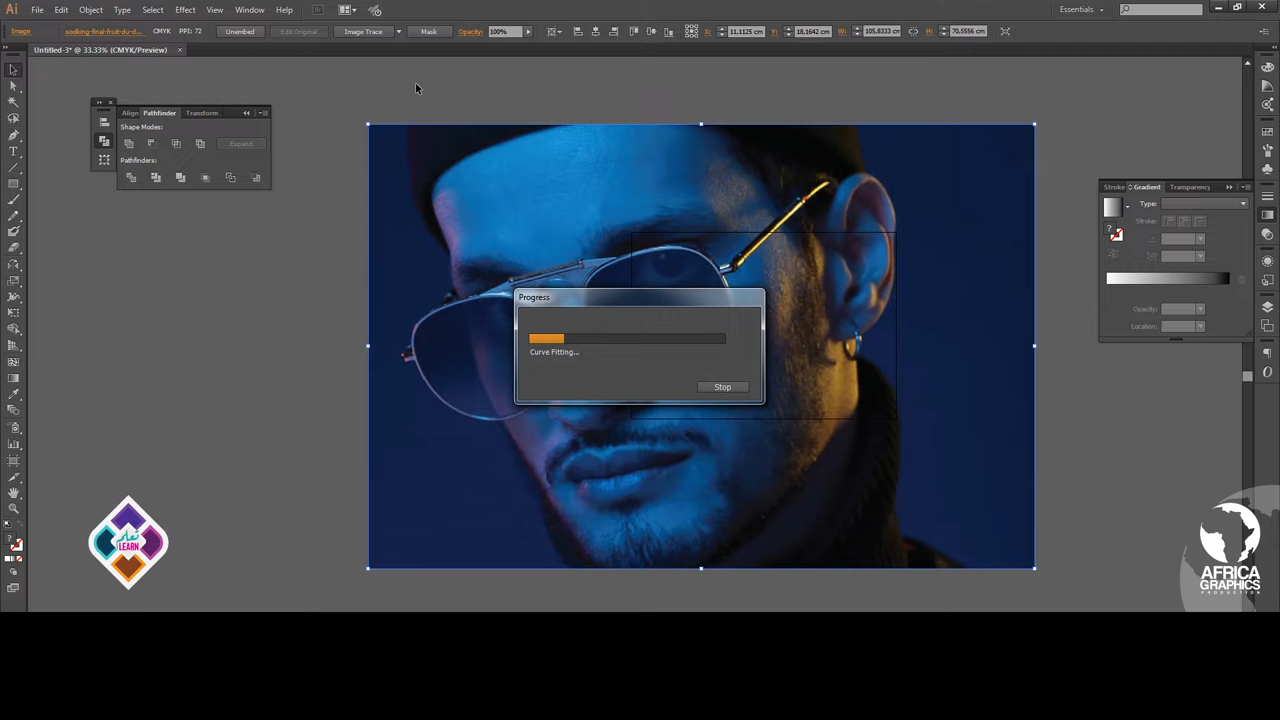 Ai File Edit Object Type Select Effect View Window Help Br Essentials
Image soolking-final-fruit-du-d... CMYK PPI: 72 Unembed Edit Original Image Trace Mask Opacity: 100% X: 11,1125 cm Y: 18,1642 cm W: 105,8333 cm H: 70,5556 cm
Untitled-3* @ 33.33% (CMYK/Preview)
Align Pathfinder Transform
Shape Modes:
Expand
Pathfinders:
Stroke Gradient Transparency
Type:
Stroke:
Opacity:
Location:
Progress
Curve Fitting...
Stop
تعلم
LEARN
AFRICA
GRAPHICS
PRODUCTION